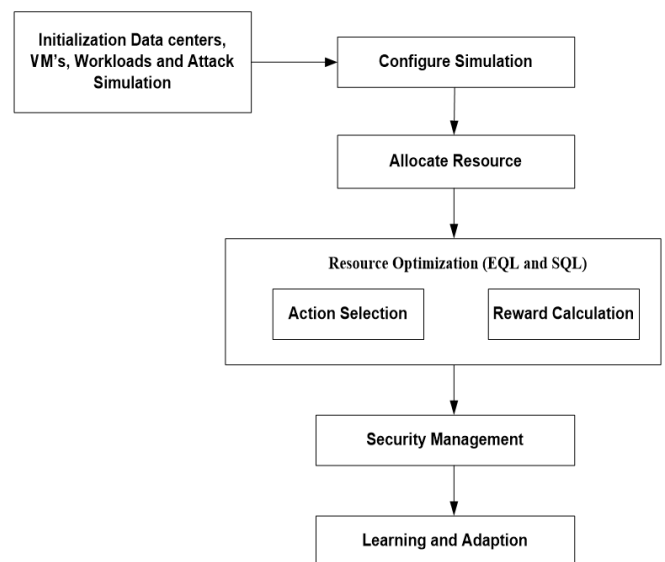 Initialization Data centers,
VM's, Workloads and Attack
Simulation
Configure Simulation
Allocate Resource
Resource Optimization (EQL and SQL)
Action Selection
Reward Calculation
Security Management
Learning and Adaption